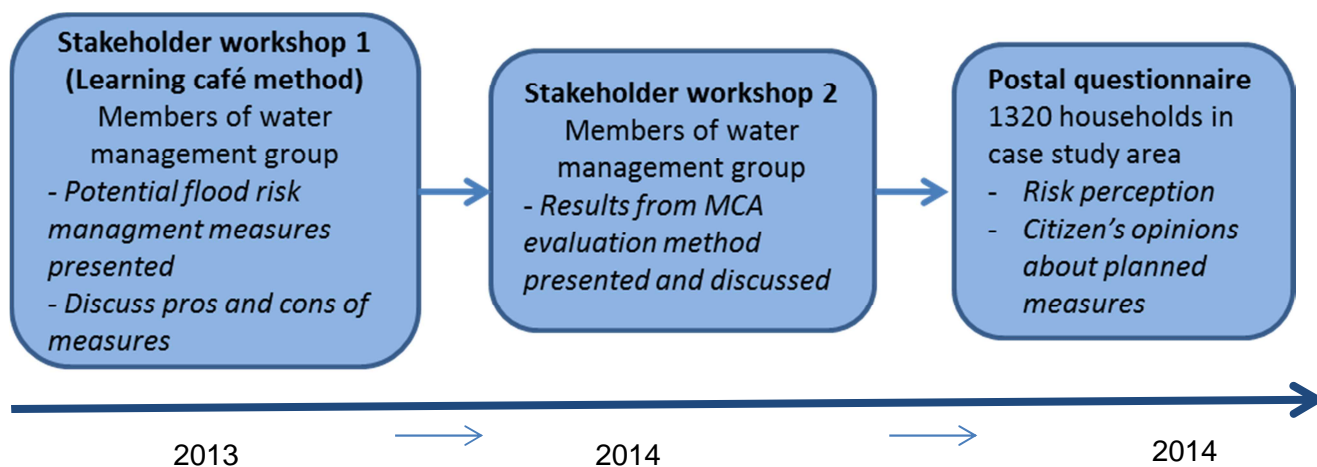 Stakeholder workshop 1
(Learning café method)
Members of water
management group
- Potential flood risk
managment measures
presented
- Discuss pros and cons of
measures
Stakeholder workshop 2
Members of water
management group
- Results from MCA
evaluation method
presented and discussed
Postal questionnaire
1320 households in
case study area
- Risk perception
- Citizen’s opinions
about planned
measures
2013
2014
2014